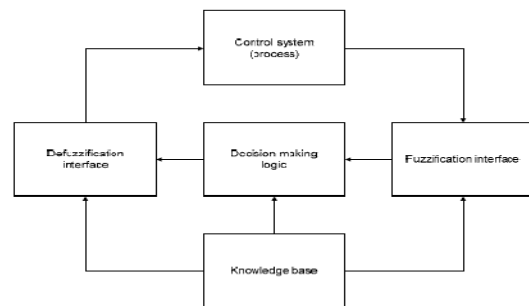 Control system
(process)
Defuzzification
interface
Decision making
logic
Fuzzification interface
Knowledge base